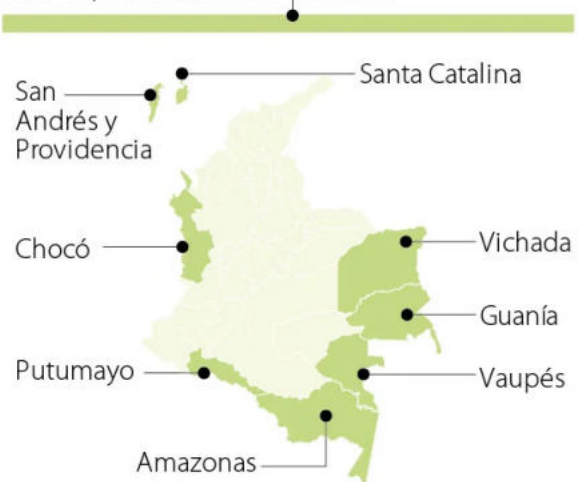 Santa Catalina
San
Andrés y
Providencia
Chocó
Vichada
Guanía
Putumayo
Vaupés
Amazonas